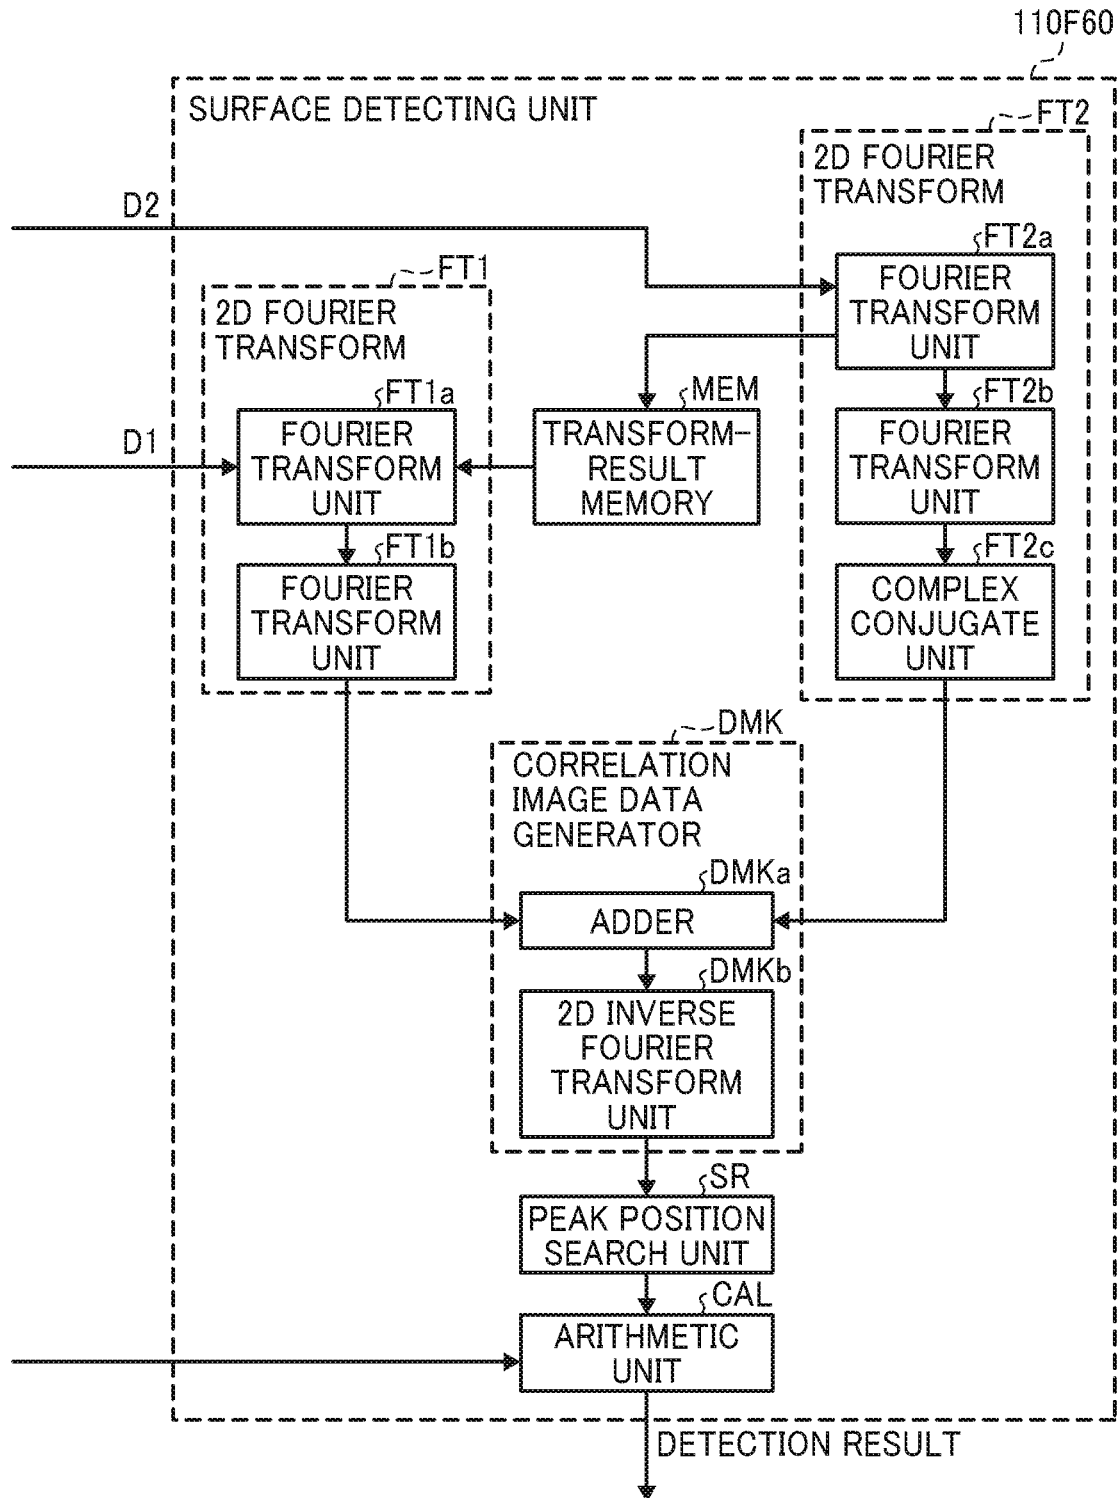 110F60
SURFACE DETECTING UNIT
FT2
2D FOURIER
TRANSFORM
D2
FT2a
FOURIER
TRANSFORM
UNIT
FT1
2D FOURIER
TRANSFORM
MEM
TRANSFORM-
RESULT
MEMORY
FT2b
FOURIER
TRANSFORM
UNIT
D1
FT1a
FOURIER
TRANSFORM
UNIT
FT1b
FOURIER
TRANSFORM
UNIT
FT2c
COMPLEX
CONJUGATE
UNIT
DMK
CORRELATION
IMAGE DATA
GENERATOR
DMKa
ADDER
DMKb
2D INVERSE
FOURIER
TRANSFORM
UNIT
SR
PEAK POSITION
SEARCH UNIT
CAL
ARITHMETIC
UNIT
DETECTION RESULT